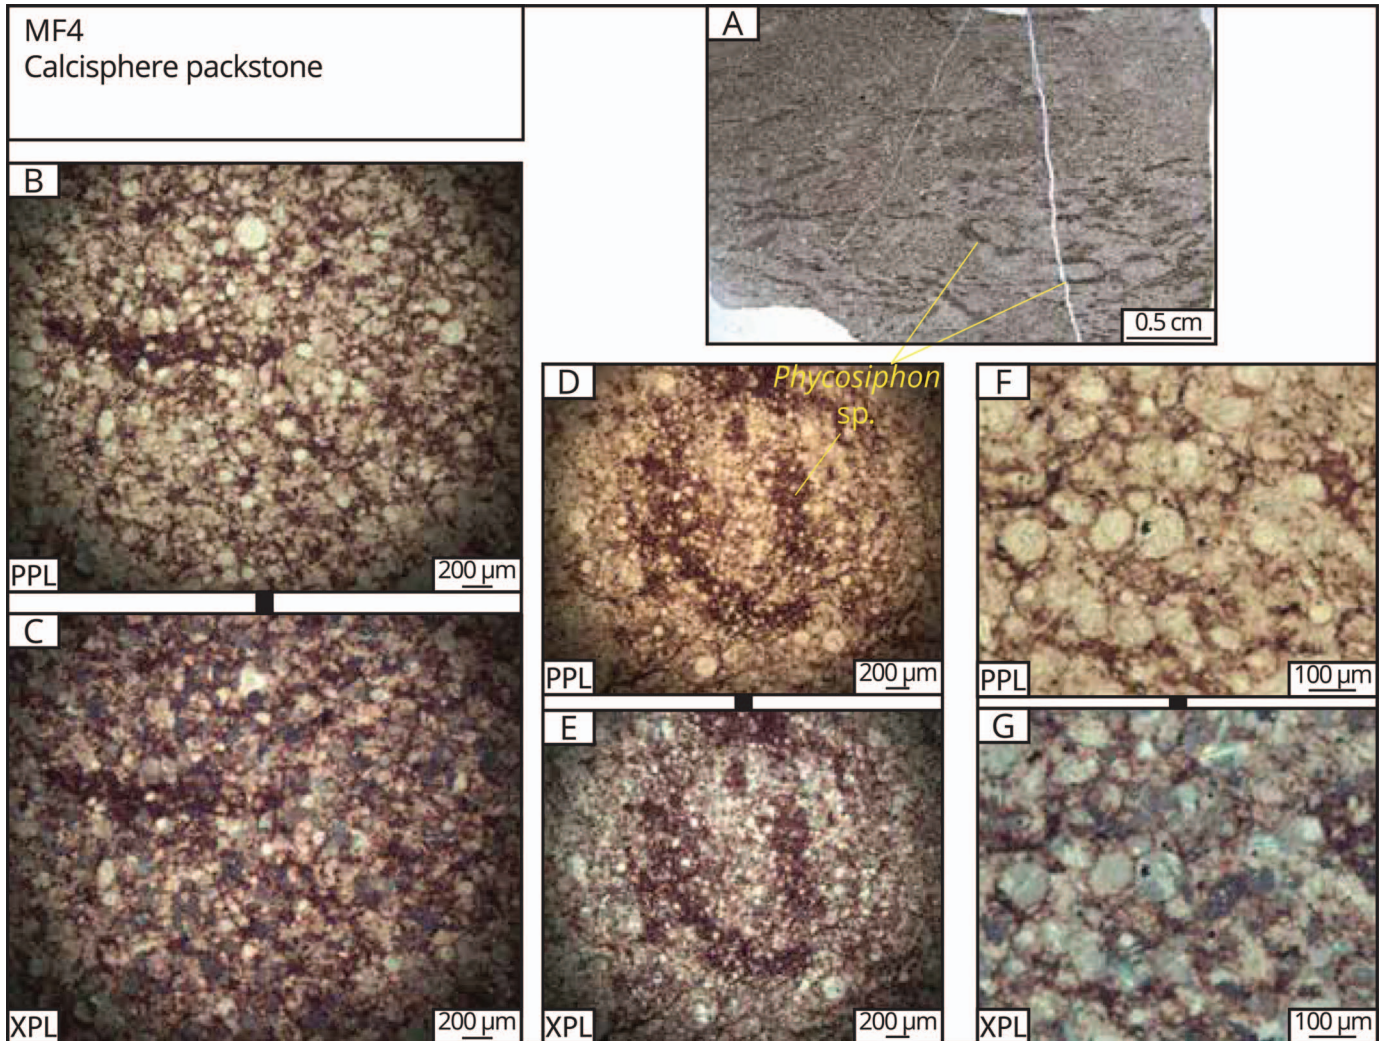 MF4
Calcisphere packstone
A
0.5 cm
B
PPL
200 µm
C
XPL
200 µm
D
Phycosiphon
sp.
PPL
200 µm
E
XPL
200 µm
F
PPL
100 µm
G
XPL
100 µm